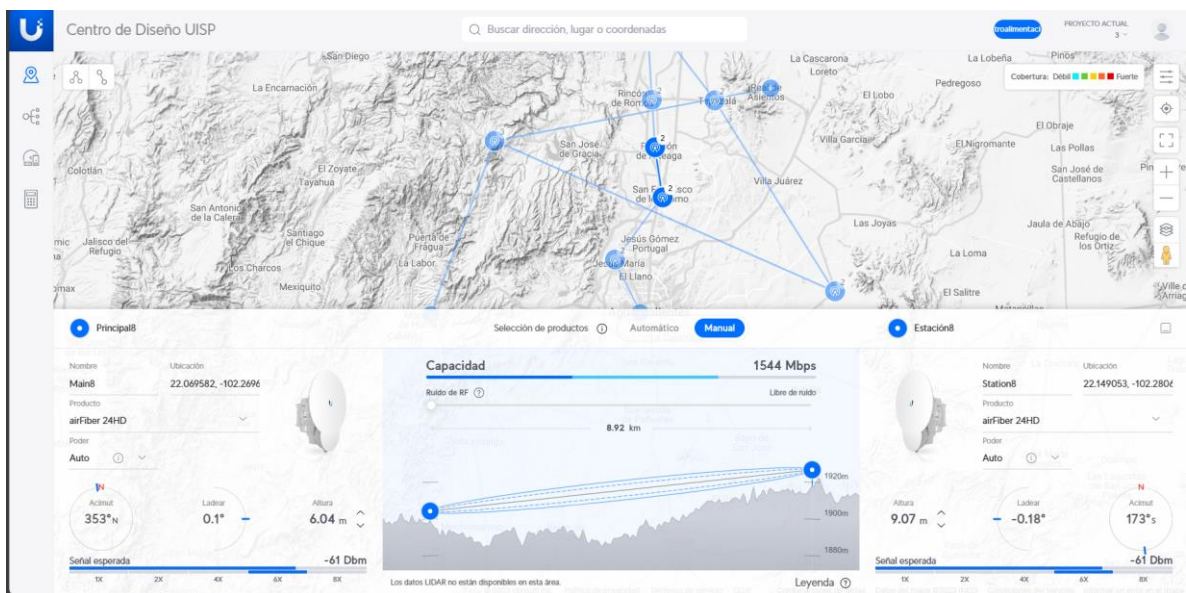 Centro de Diseño UISP
Buscar dirección, lugar o coordenadas
troalimentaci
PROYECTO ACTUAL
3
San Diego
La Encarnación
Colotlán
El Zoyate
Tayahua
San Antonio
de la Calera
Santiago
el Chique
Jalisco del
Refugio
Los Charcos
Mexiquito
Puerta de
Fragua
La Labor
San José
de Gracia
Jesús Gómez
Portugal
El Llano
La Cascarona
Loreto
El Lobo
Pedregoso
La Lobeña
Pinos
Cobertura: Débil Fuerte
Villa García
El Nigromante
El Obraje
Las Pollas
San José de
Castellanos
Villa Juárez
Las Joyas
La Loma
Jaula de Abajo
Refugio de
los Ortiz
El Salitre
2
2
Principal8
Selección de productos
Automático
Manual
Estación8
Nombre
Ubicación
Main8
22.069582, -102.2696
Producto
airFiber 24HD
Poder
Auto
N
Acimut
353° N
Ladear
0.1°
Altura
6.04 m
Señal esperada
-61 Dbm
1X 2X 4X 6X 8X
Capacidad
1544 Mbps
Ruido de RF
Libre de ruido
8.92 km
1920m
1900m
1880m
Los datos LIDAR no están disponibles en esta área.
Leyenda
Nombre
Ubicación
Station8
22.149053, -102.2806
Producto
airFiber 24HD
Poder
Auto
Altura
9.07 m
Ladear
-0.18°
N
Acimut
173° S
Señal esperada
-61 Dbm
1X 2X 4X 6X 8X